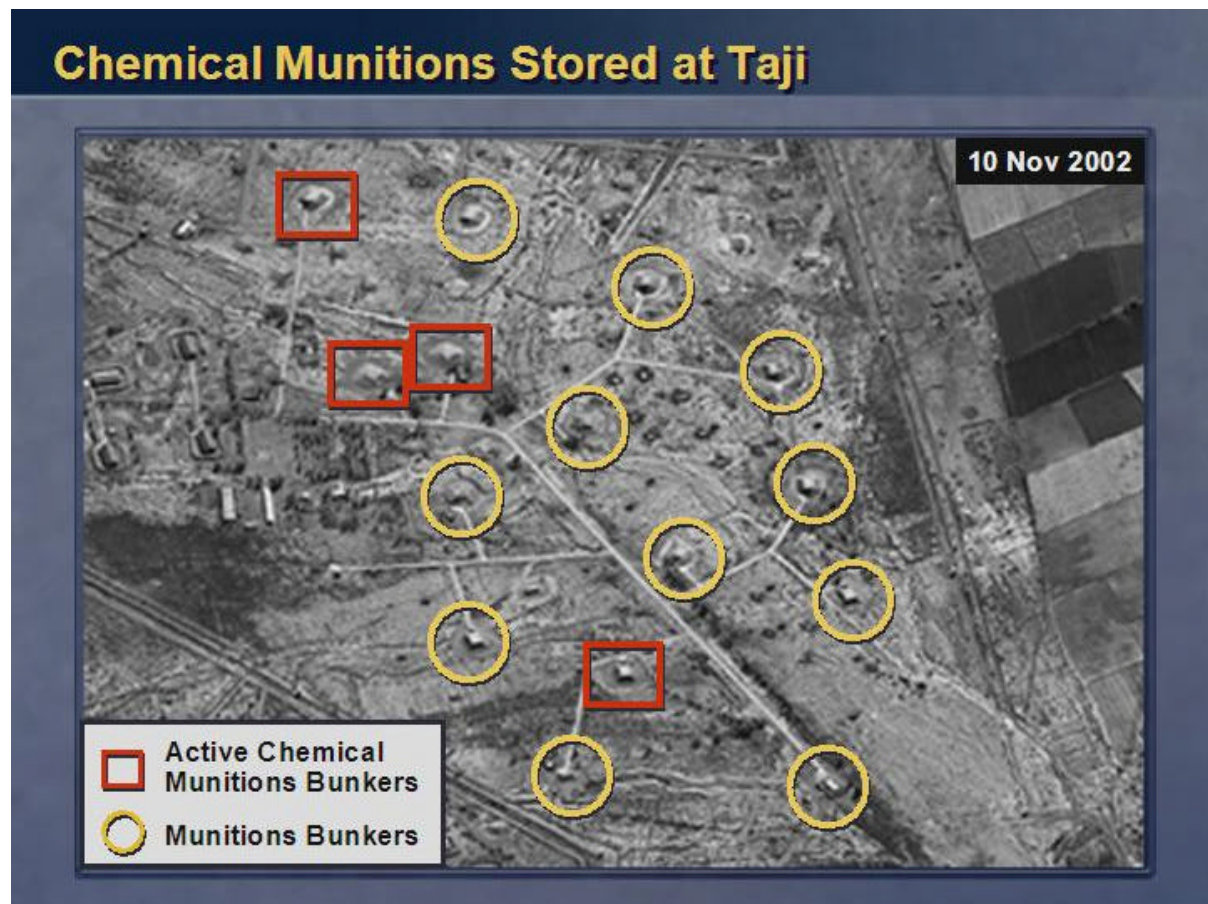 Chemical Munitions Stored at Taji
10 Nov 2002
Active Chemical
Munitions Bunkers
Munitions Bunkers